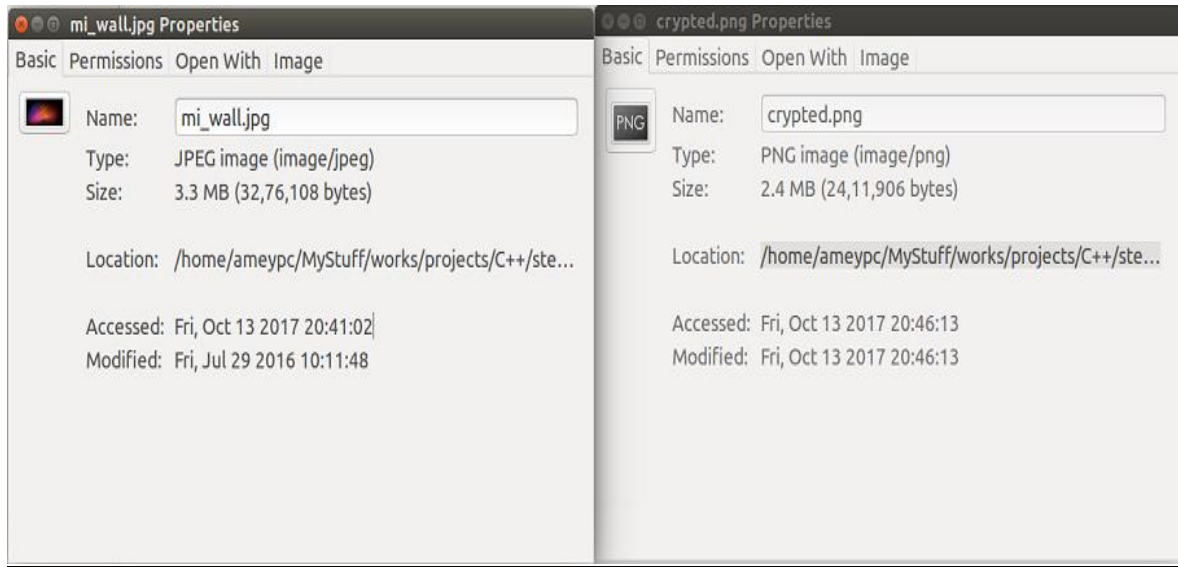 mi_wall.jpg Properties
Basic Permissions Open With Image
Name: mi_wall.jpg
Type: JPEG image (image/jpeg)
Size: 3.3 MB (32,76,108 bytes)
Location: /home/ameypc/MyStuff/works/projects/C++/ste...
Accessed: Fri, Oct 13 2017 20:41:02
Modified: Fri, Jul 29 2016 10:11:48
crypted.png Properties
Basic Permissions Open With Image
PNG
Name: crypted.png
Type: PNG image (image/png)
Size: 2.4 MB (24,11,906 bytes)
Location: /home/ameypc/MyStuff/works/projects/C++/ste...
Accessed: Fri, Oct 13 2017 20:46:13
Modified: Fri, Oct 13 2017 20:46:13